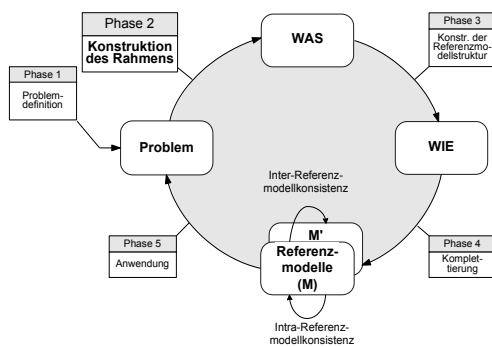 Phase 1
Problem-
definition
Phase 2
Konstruktion
des Rahmens
WAS
Phase 3
Konstr. der
Referenzmo-
dellstruktur
Problem
WIE
Inter-Referenz-
modellkonsistenz
M'
Referenz-
modelle
(M)
Phase 5
Anwendung
Phase 4
Komplet-
tierung
Intra-Referenz-
modellkonsistenz